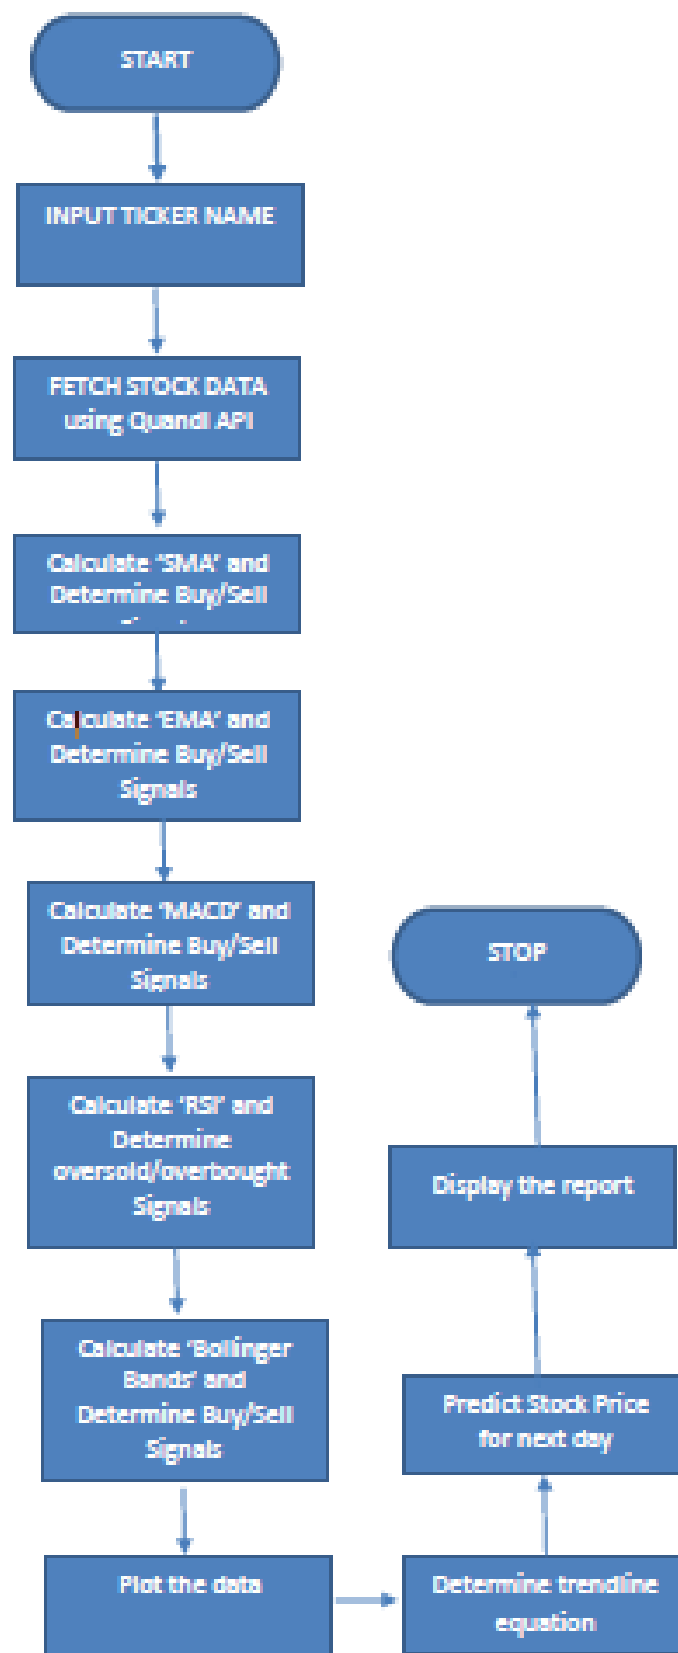 START
INPUT TICKER NAME
FETCH STOCK DATA
using Quandl API
Calculate ‘SMA’ and
Determine Buy/Sell
Calculate ‘EMA’ and
Determine Buy/Sell
Signals
Calculate ‘MACD’ and
Determine Buy/Sell
Signals
Calculate ‘RSI’ and
Determine
oversold/overbought
Signals
Calculate ‘Bollinger
Bands’ and
Determine Buy/Sell
Signals
Plot the data
Determine trendline
equation
Predict Stock Price
for next day
Display the report
STOP